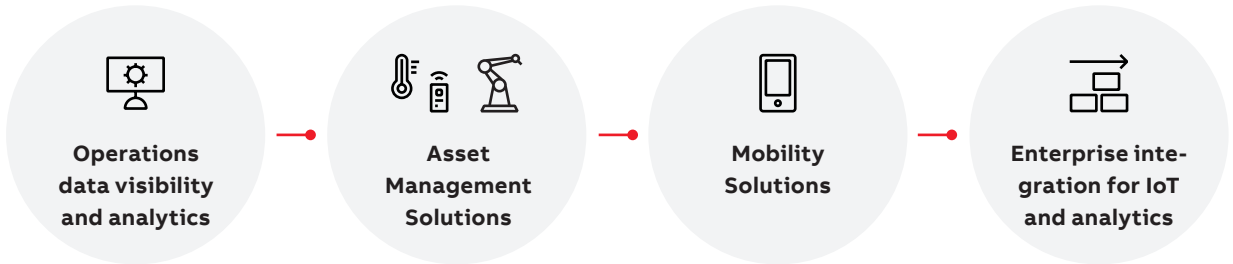 Operations
data visibility
and analytics
Asset
Management
Solutions
Mobility
Solutions
Enterprise inte-
gration for IoT
and analytics